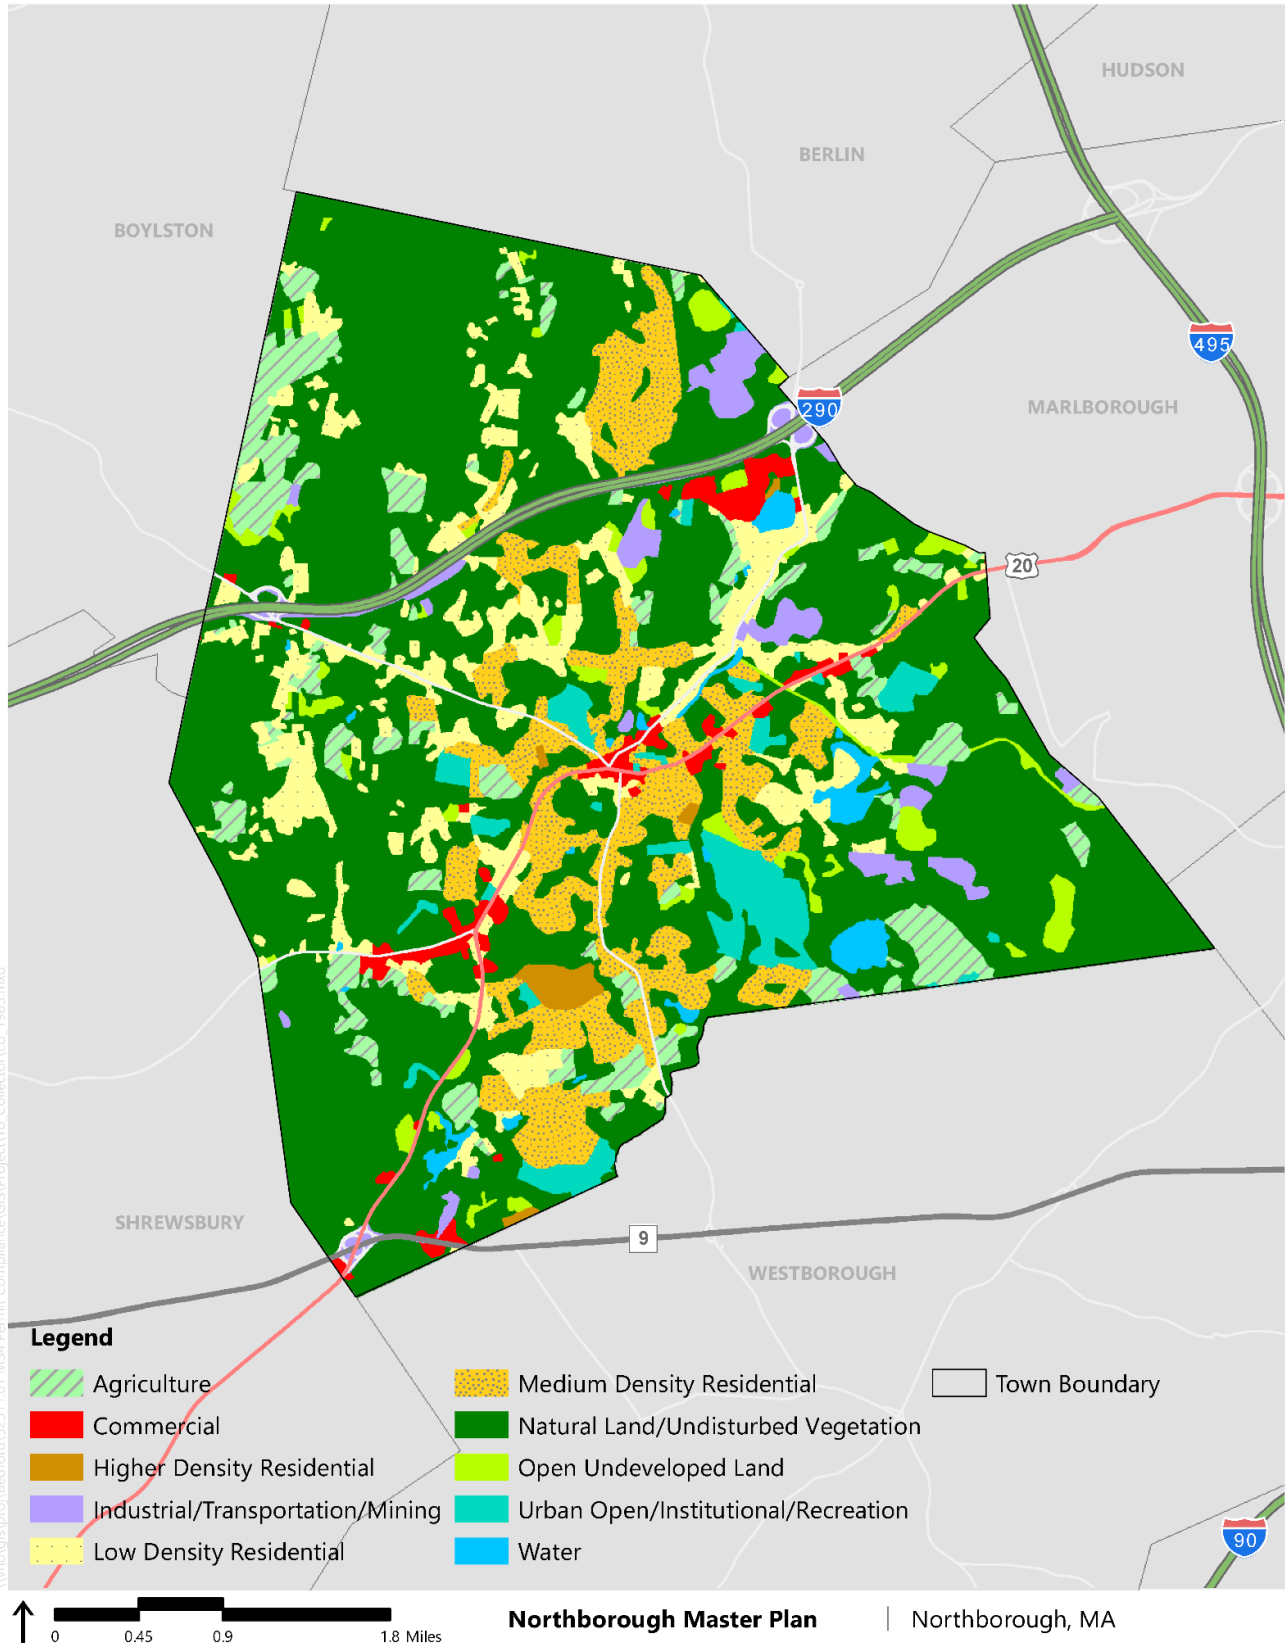 HUDSON
BERLIN
BOYLSTON
495
290
MARLBOROUGH
20
SHREWSBURY
9
WESTBOROUGH
Legend
Agriculture
Commercial
Higher Density Residential
Industrial/Transportation/Mining
Low Density Residential
Medium Density Residential
Natural Land/Undisturbed Vegetation
Open Undeveloped Land
Urban Open/Institutional/Recreation
Water
Town Boundary
90
0 0.45 0.9 1.8 Miles
Northborough Master Plan | Northborough, MA